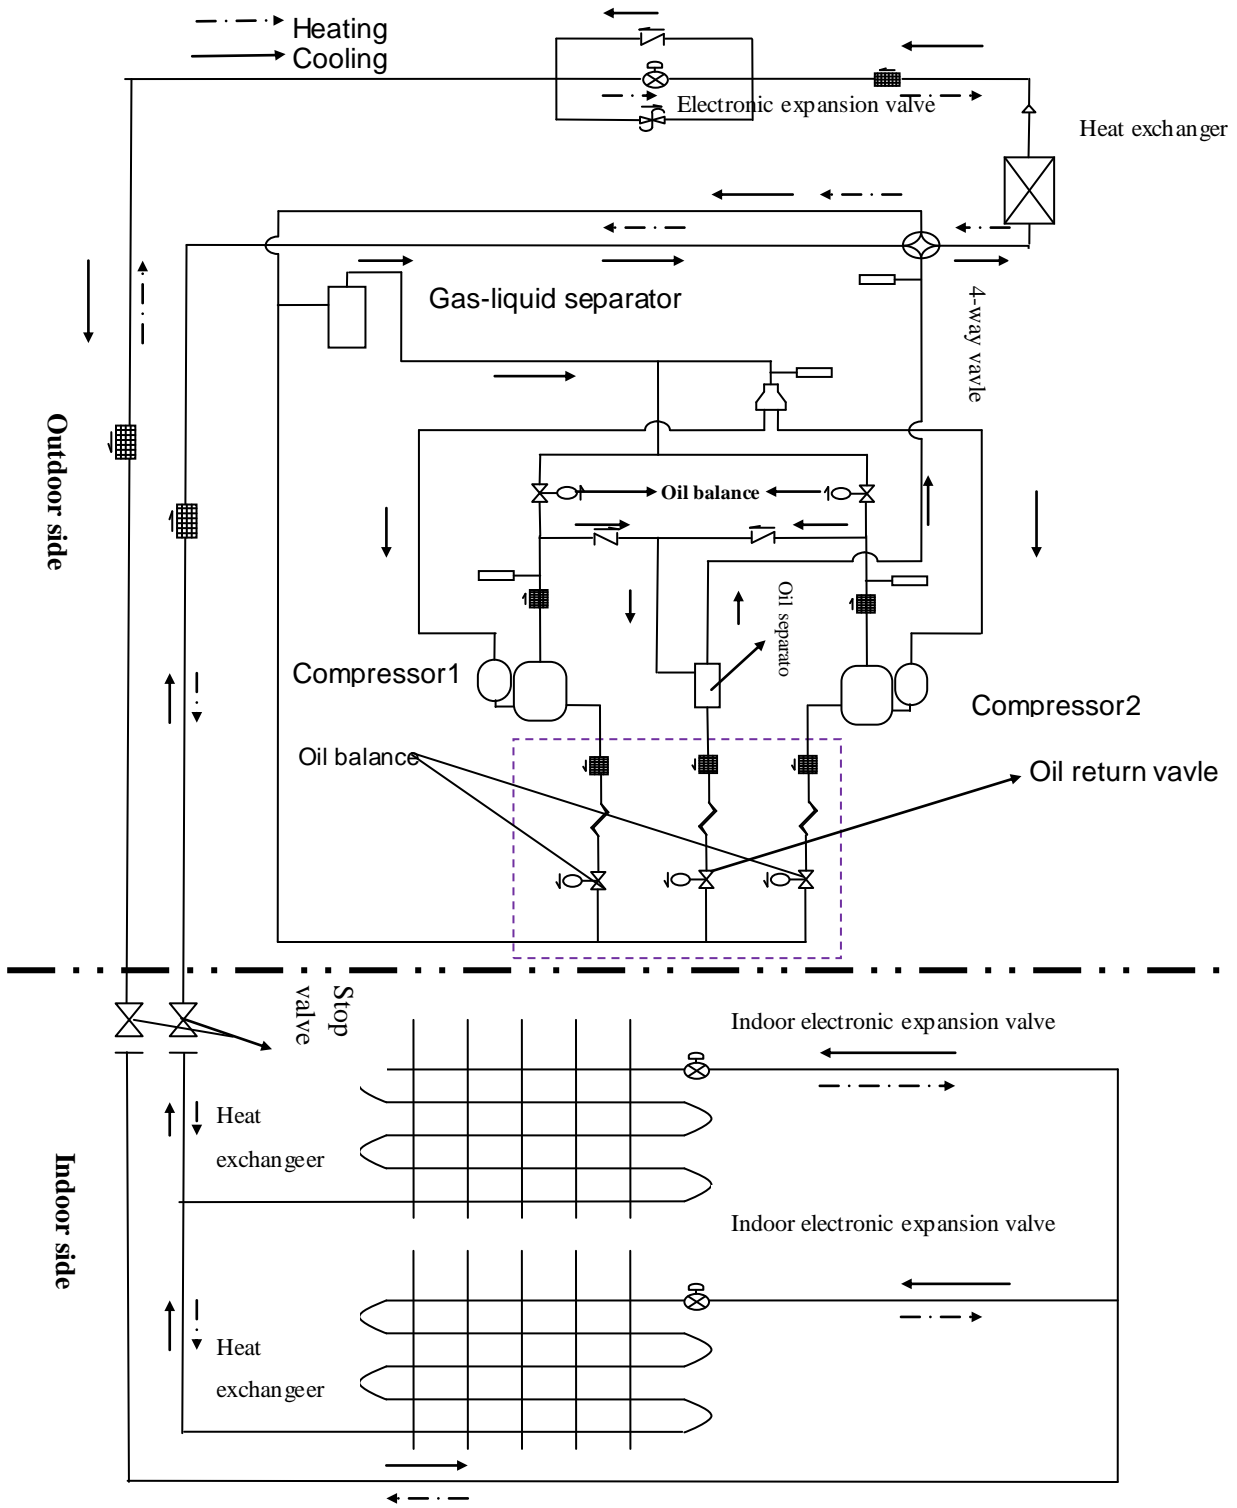 Heating
Cooling
Electronic expansion valve
Heat exchanger
Gas-liquid separator
4-way vavle
Outdoor side
Oil balance
Oil separato
Compressor1
Compressor2
Oil balance
Oil return vavle
Stop
valve
Indoor electronic expansion valve
Heat
exchangeer
Indoor side
Indoor electronic expansion valve
Heat
exchangeer